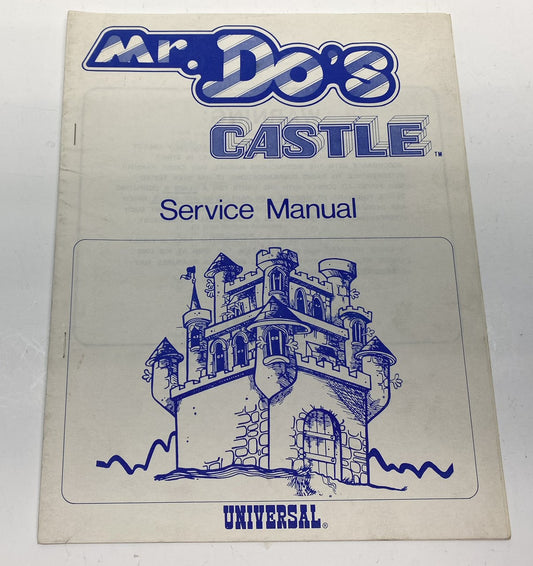 Mr. Do's
CASTLE™
Service Manual
UNIVERSAL®